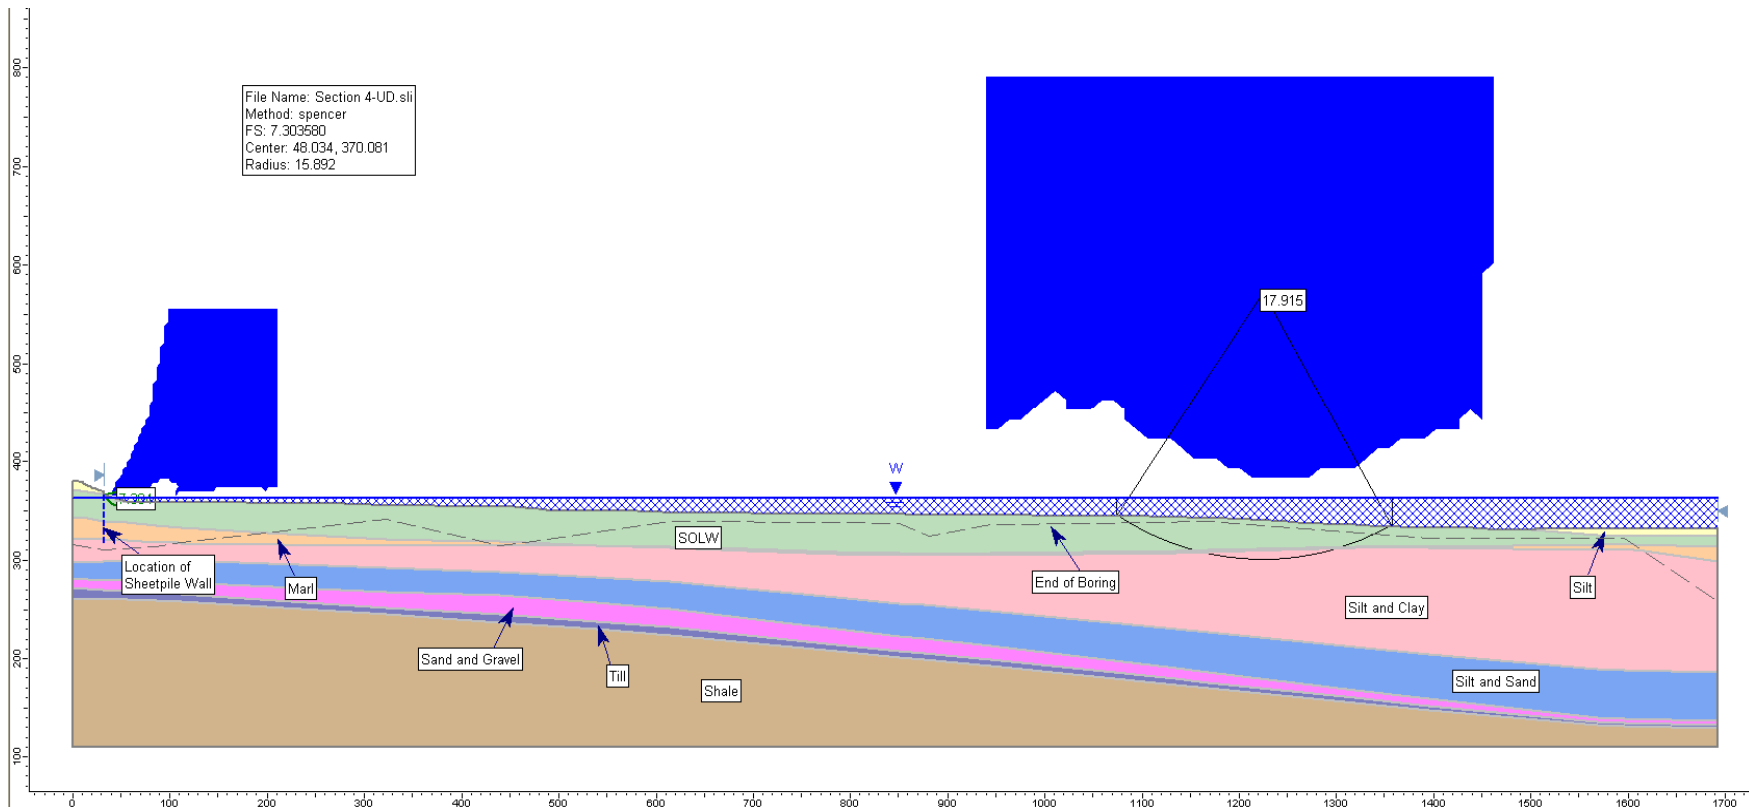 File Name: Section 4-UD.sli
Method: spencer
FS: 7.303580
Center: 48.034, 370.081
Radius: 15.892
17.915
W
7.304
SOLW
Location of
Sheetpile Wall
Marl
End of Boring
Silt
Silt and Clay
Sand and Gravel
Till
Shale
Silt and Sand
800
700
600
500
400
300
200
100
0
100
200
300
400
500
600
700
800
900
1000
1100
1200
1300
1400
1500
1600
1700